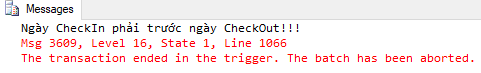 Messages
Ngày CheckIn phải trước ngày CheckOut!!!
Msg 3609, Level 16, State 1, Line 1066
The transaction ended in the trigger. The batch has been aborted.